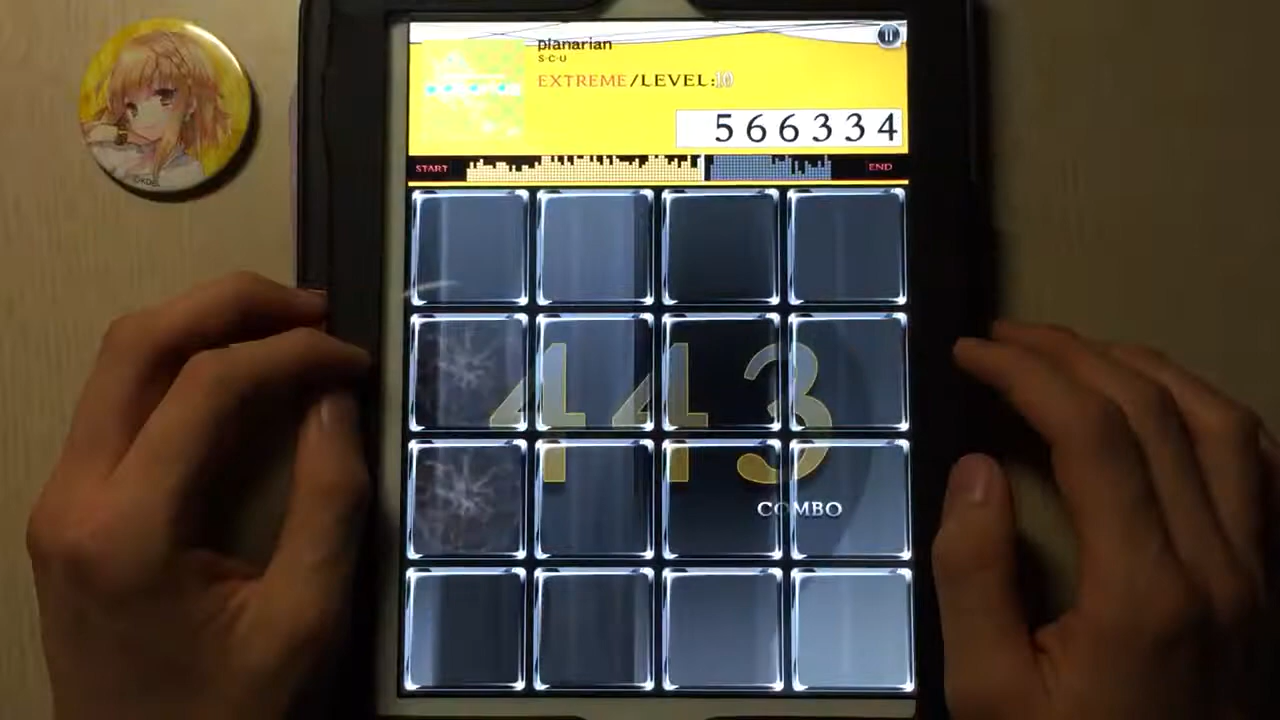 planarian
S-C-U
EXTREME/LEVEL:10
566334
START
END
443
COMBO